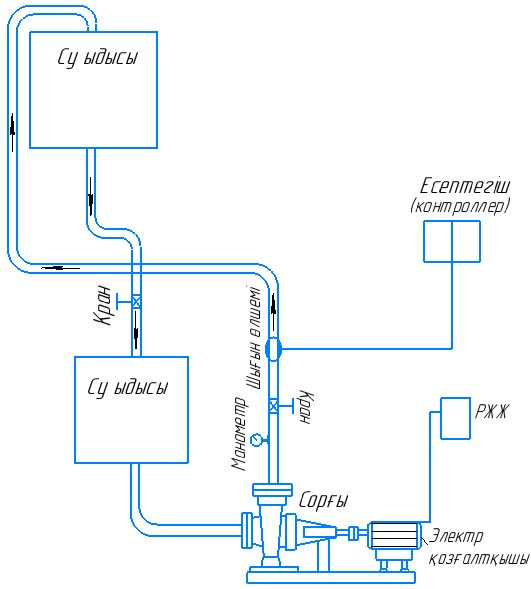 Су ыдысы
Есептегіш
(контроллер)
Кран
Шығын өлшемі
Су ыдысы
Кран
Манометр
РЖЖ
Сорғы
Электр
қозғалтқышы